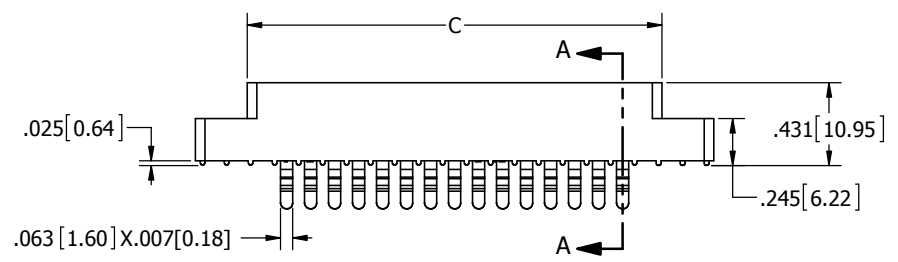 C
A
.025[0.64]
.431[10.95]
.245[6.22]
.063[1.60]X.007[0.18]
A